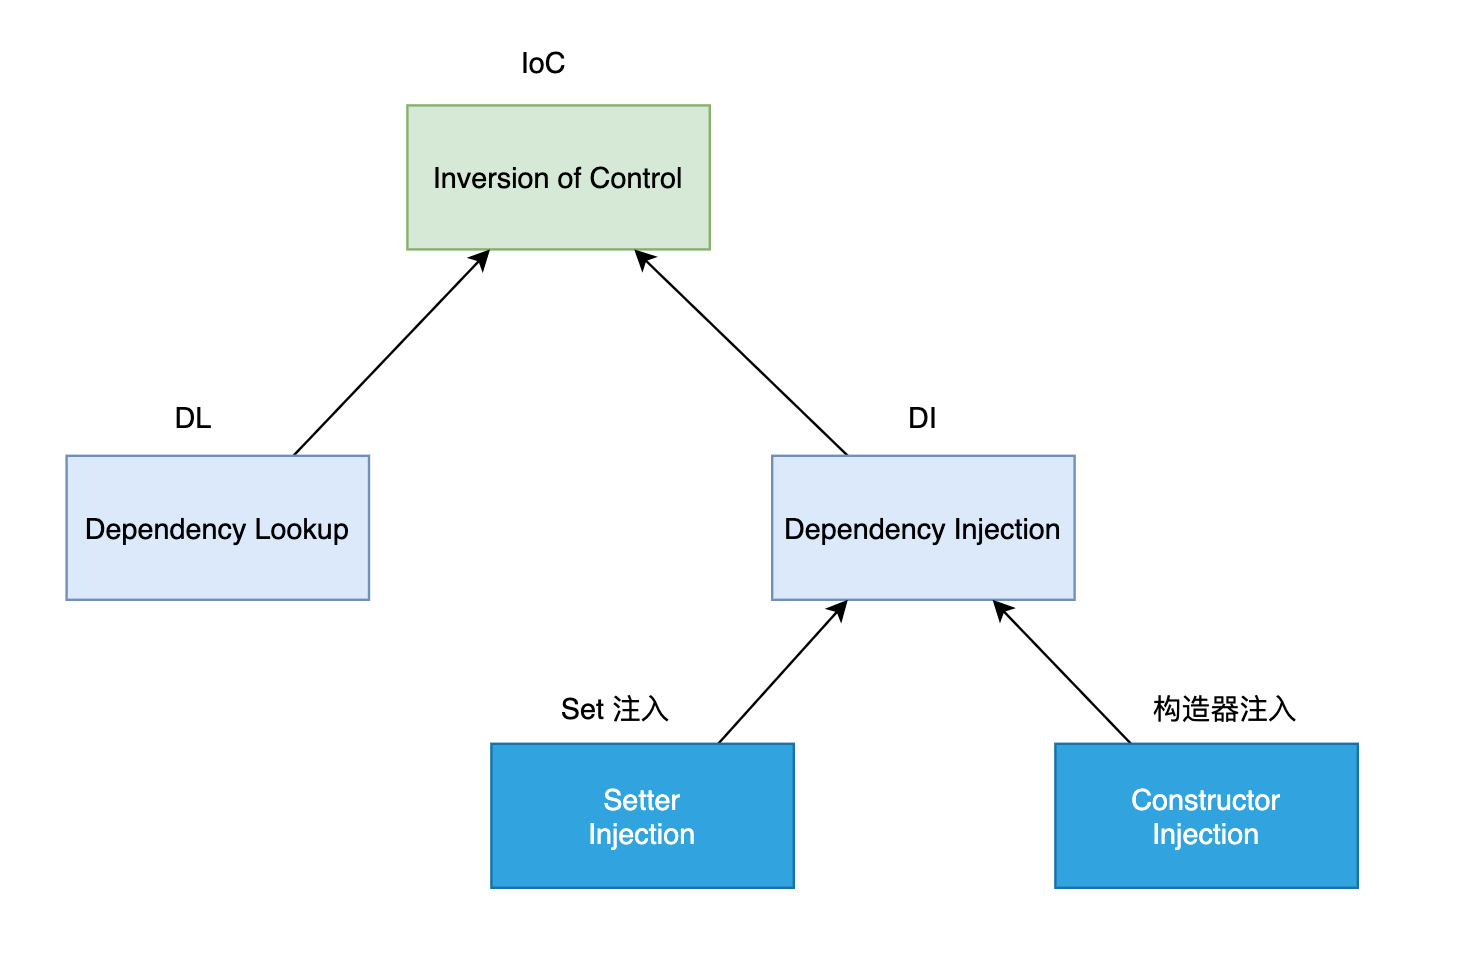 IoC
Inversion of Control
DL
DI
Dependency Lookup
Dependency Injection
Set 注入
构造器注入
Setter
Injection
Constructor
Injection